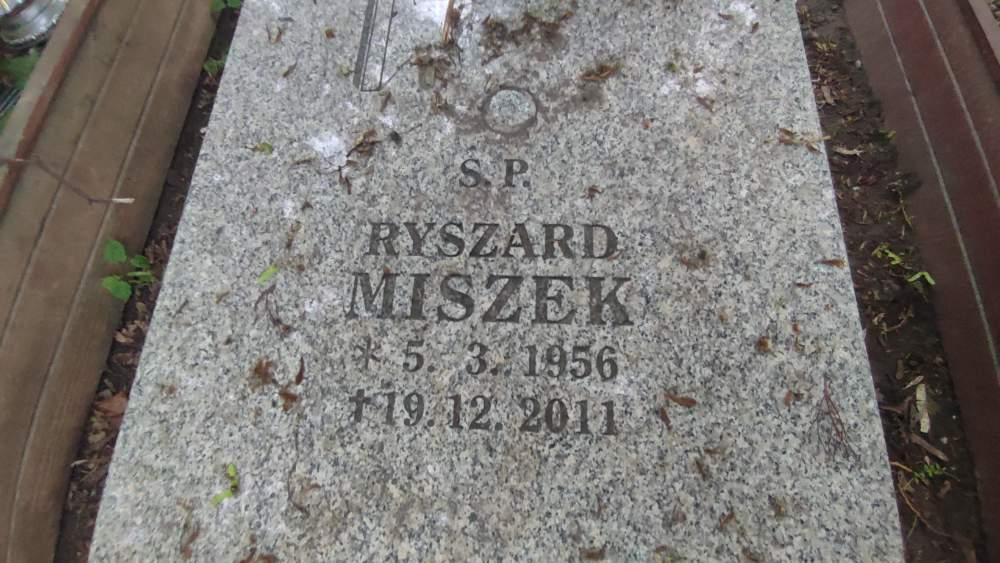 S.P.
RYSZARD
MISZEK
* 5. 3. 1956
† 19. 12. 2011